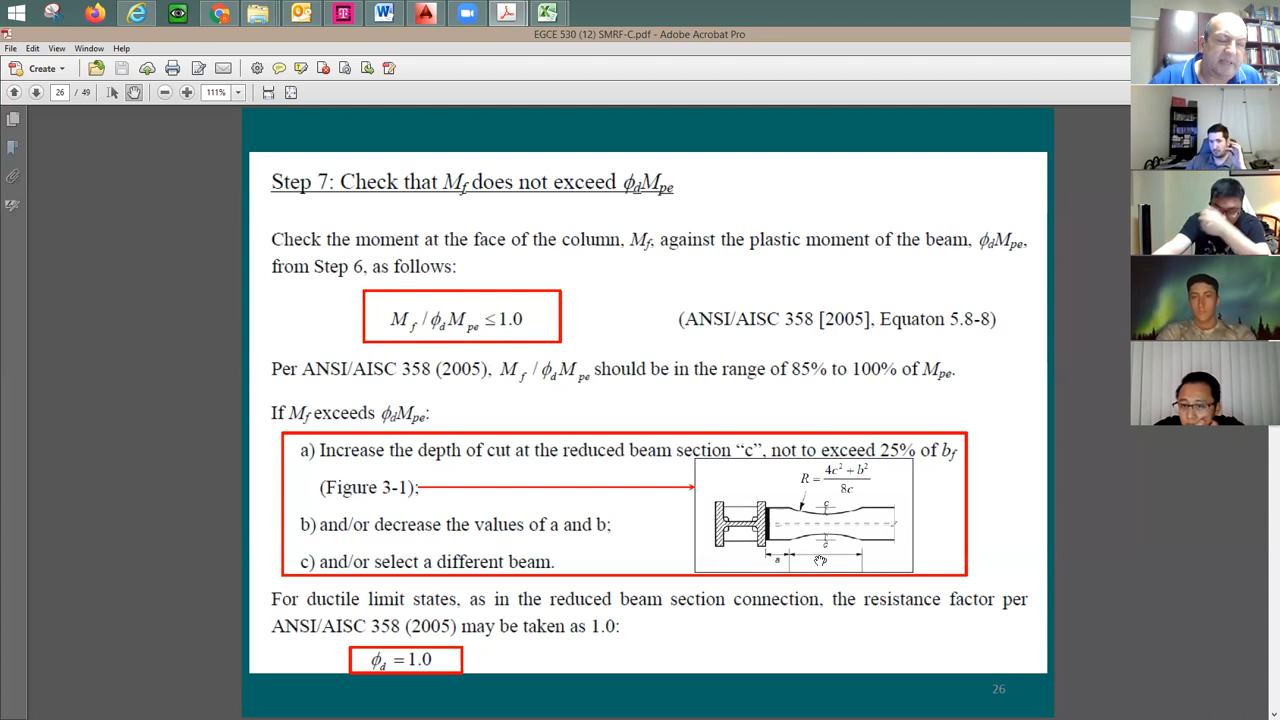 EGCE 530 (12) SMRF-C.pdf - Adobe Acrobat Pro
File Edit View Window Help
Create
26 / 49 111%
Step 7: Check that Mf does not exceed ϕdMpe
Check the moment at the face of the column, Mf, against the plastic moment of the beam, ϕdMpe,
from Step 6, as follows:
Mf / ϕdMpe ≤ 1.0 (ANSI/AISC 358 [2005], Equaton 5.8-8)
Per ANSI/AISC 358 (2005), Mf / ϕdMpe should be in the range of 85% to 100% of Mpe.
If Mf exceeds ϕdMpe:
a) Increase the depth of cut at the reduced beam section “c”, not to exceed 25% of bf
(Figure 3-1);
R = 4c² + b² / 8c
c
c
a
b) and/or decrease the values of a and b;
c) and/or select a different beam.
For ductile limit states, as in the reduced beam section connection, the resistance factor per
ANSI/AISC 358 (2005) may be taken as 1.0:
ϕd = 1.0
26